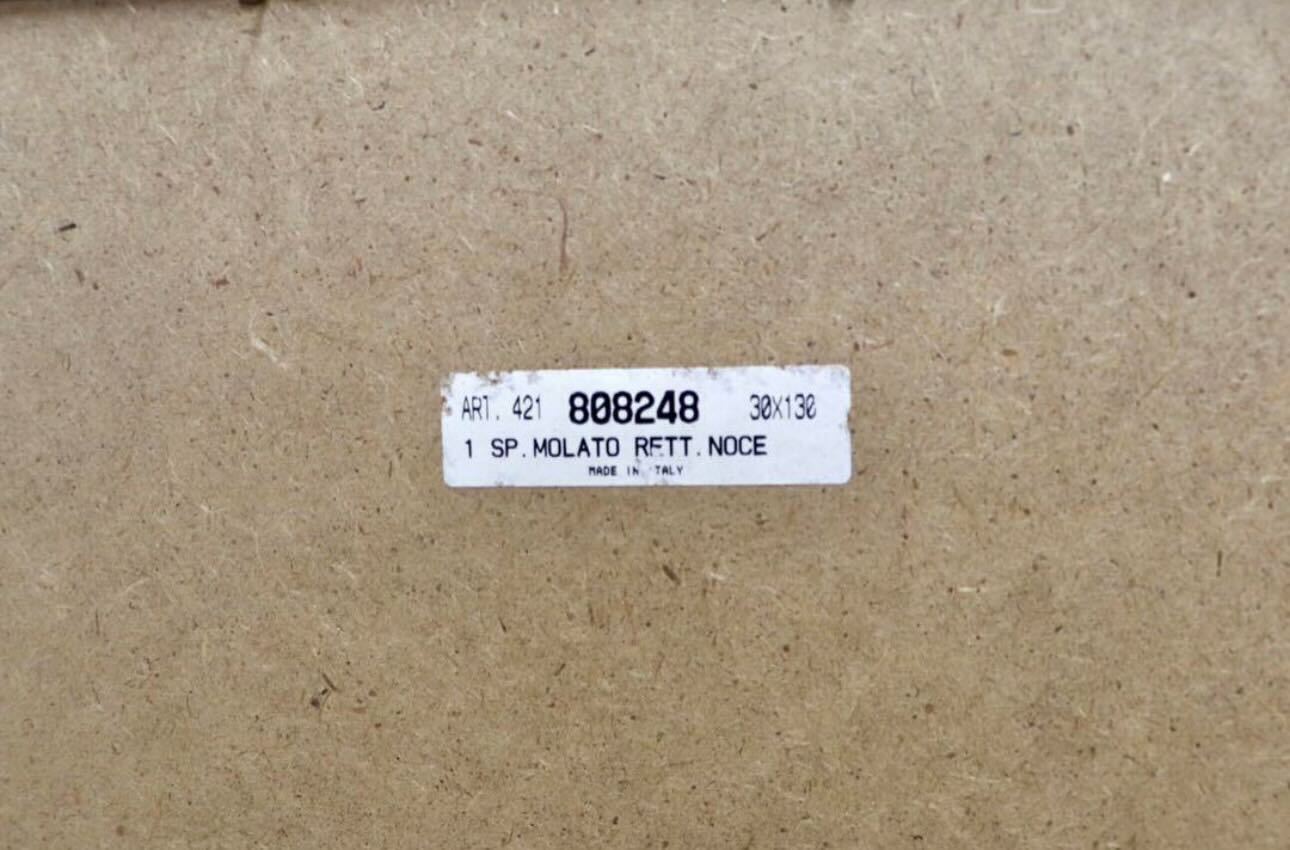 ART. 421 808248 30X130
1 SP. MOLATO RETT. NOCE
MADE IN ITALY